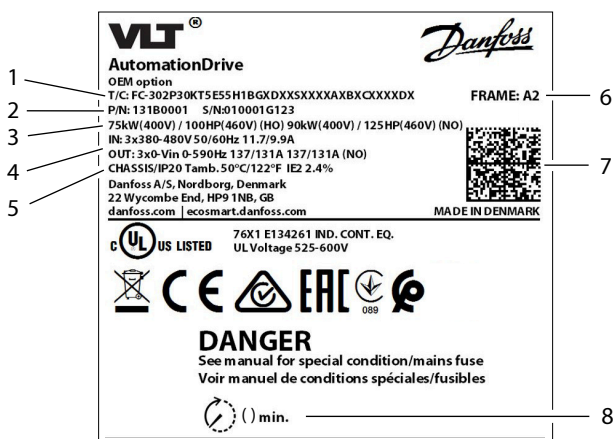 VLT®
Danfoss
AutomationDrive
OEM option
1
T/C: FC-302P30KT5E55H1BGXDXXSXXXXAXBXCXXXXDX
FRAME: A2
6
2
P/N: 131B0001 S/N:010001G123
3
75kW(400V) / 100HP(460V) (HO) 90kW(400V) / 125HP(460V) (NO)
IN: 3x380-480V 50/60Hz 11.7/9.9A
4
OUT: 3x0-Vin 0-590Hz 137/131A 137/131A (NO)
7
5
CHASSIS/IP20 Tamb. 50°C/122°F IE2 2.4%
Danfoss A/S, Nordborg, Denmark
22 Wycombe End, HP9 1NB, GB
danfoss.com | ecosmart.danfoss.com
MADE IN DENMARK
c UL US LISTED
76X1 E134261 IND. CONT. EQ.
UL Voltage 525-600V
CE EAC
089
DANGER
See manual for special condition/mains fuse
Voir manuel de conditions spéciales/fusibles
( ) min.
8